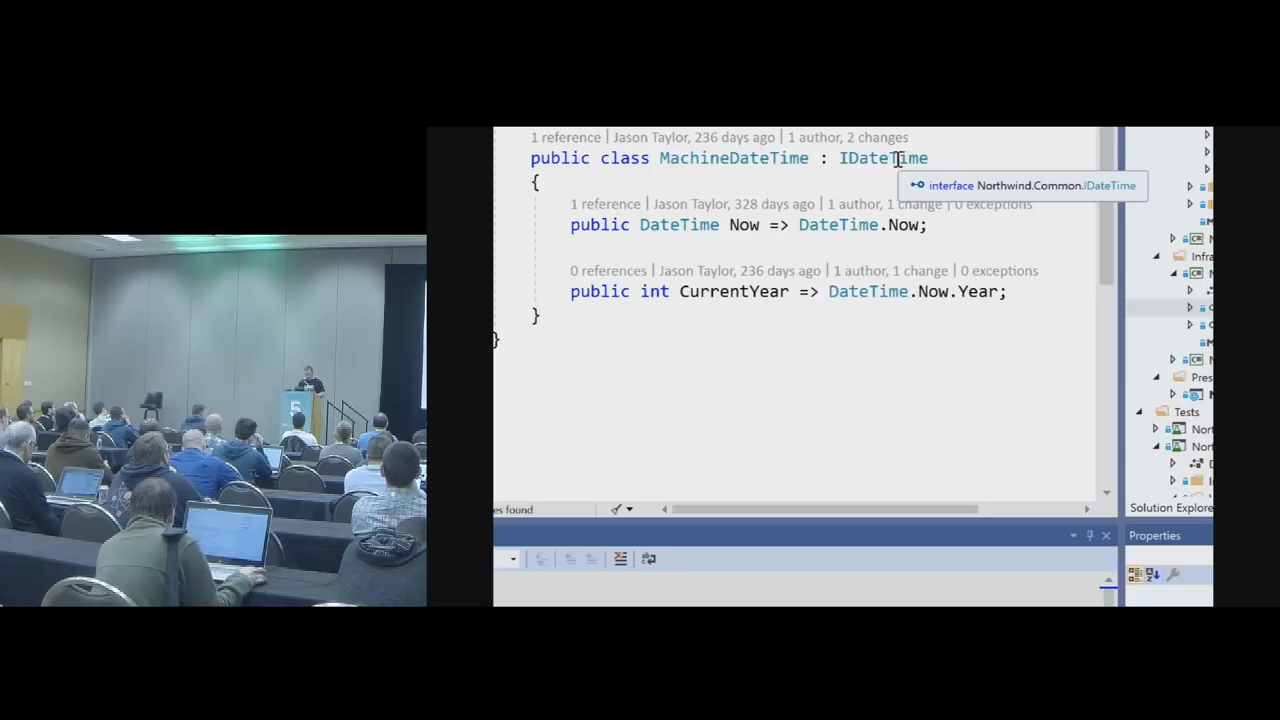 1 reference | Jason Taylor, 236 days ago | 1 author, 2 changes
public class MachineDateTime : IDateTime
{
interface Northwind.Common.IDateTime
1 reference | Jason Taylor, 328 days ago | 1 author, 1 change | 0 exceptions
public DateTime Now => DateTime.Now;
0 references | Jason Taylor, 236 days ago | 1 author, 1 change | 0 exceptions
public int CurrentYear => DateTime.Now.Year;
}
}
es found
Infra
Pres
Tests
Nort
Nort
Solution Explore
Properties